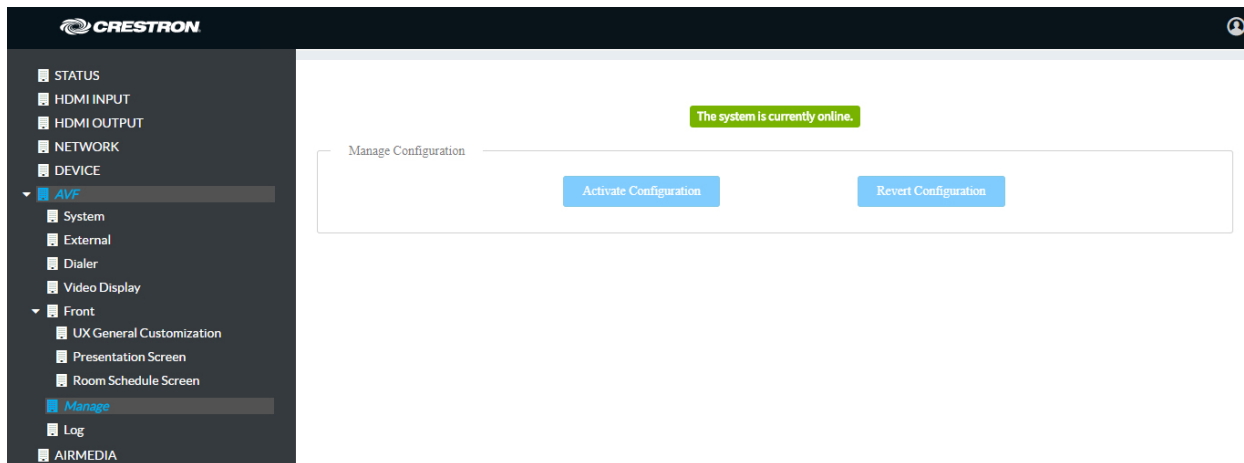 CRESTRON
STATUS
HDMI INPUT
HDMI OUTPUT
NETWORK
DEVICE
AVF
System
External
Dialer
Video Display
Front
UX General Customization
Presentation Screen
Room Schedule Screen
Manage
Log
AIRMEDIA
The system is currently online.
Manage Configuration
Activate Configuration
Revert Configuration